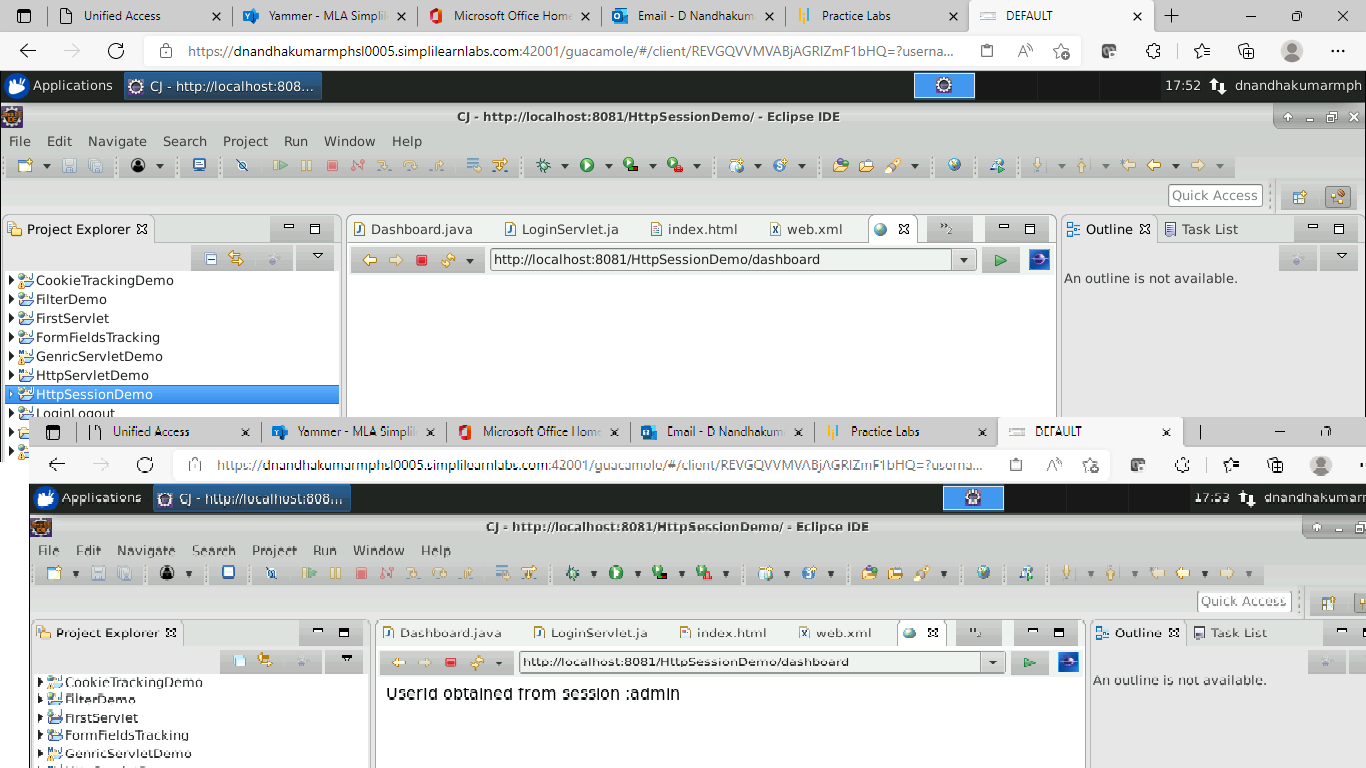 Unified Access
Yammer - MLA Simplil
Microsoft Office Home
Email - D Nandhakum
Practice Labs
DEFAULT
https://dnandhakumarmphsl0005.simplilearnlabs.com:42001/guacamole/#/client/REVGQVVMVABjAGRlZmF1bHQ=?userna...
Applications
CJ - http://localhost:808...
17:52
dnandhakumarmph
CJ - http://localhost:8081/HttpSessionDemo/ - Eclipse IDE
File Edit Navigate Search Project Run Window Help
Quick Access
Project Explorer
Dashboard.java
LoginServlet.ja
index.html
web.xml
»2
Outline
Task List
http://localhost:8081/HttpSessionDemo/dashboard
An outline is not available.
CookieTrackingDemo
FilterDemo
FirstServlet
FormFieldsTracking
GenricServletDemo
HttpServletDemo
HttpSessionDemo
LoginLogout
Unified Access
Yammer - MLA Simplil
Microsoft Office Home
Email - D Nandhakum
Practice Labs
DEFAULT
https://dnandhakumarmphsl0005.simplilearnlabs.com:42001/guacamole/#/client/REVGQVVMVABjAGRlZmF1bHQ=?userna...
Applications
CJ - http://localhost:808...
17:53
dnandhakumar
CJ - http://localhost:8081/HttpSessionDemo/ - Eclipse IDE
File Edit Navigate Search Project Run Window Help
Quick Access
Project Explorer
Dashboard.java
LoginServlet.ja
index.html
web.xml
»2
Outline
Task List
http://localhost:8081/HttpSessionDemo/dashboard
UserId obtained from session :admin
An outline is not available.
CookieTrackingDemo
FilterDemo
FirstServlet
FormFieldsTracking
GenricServletDemo